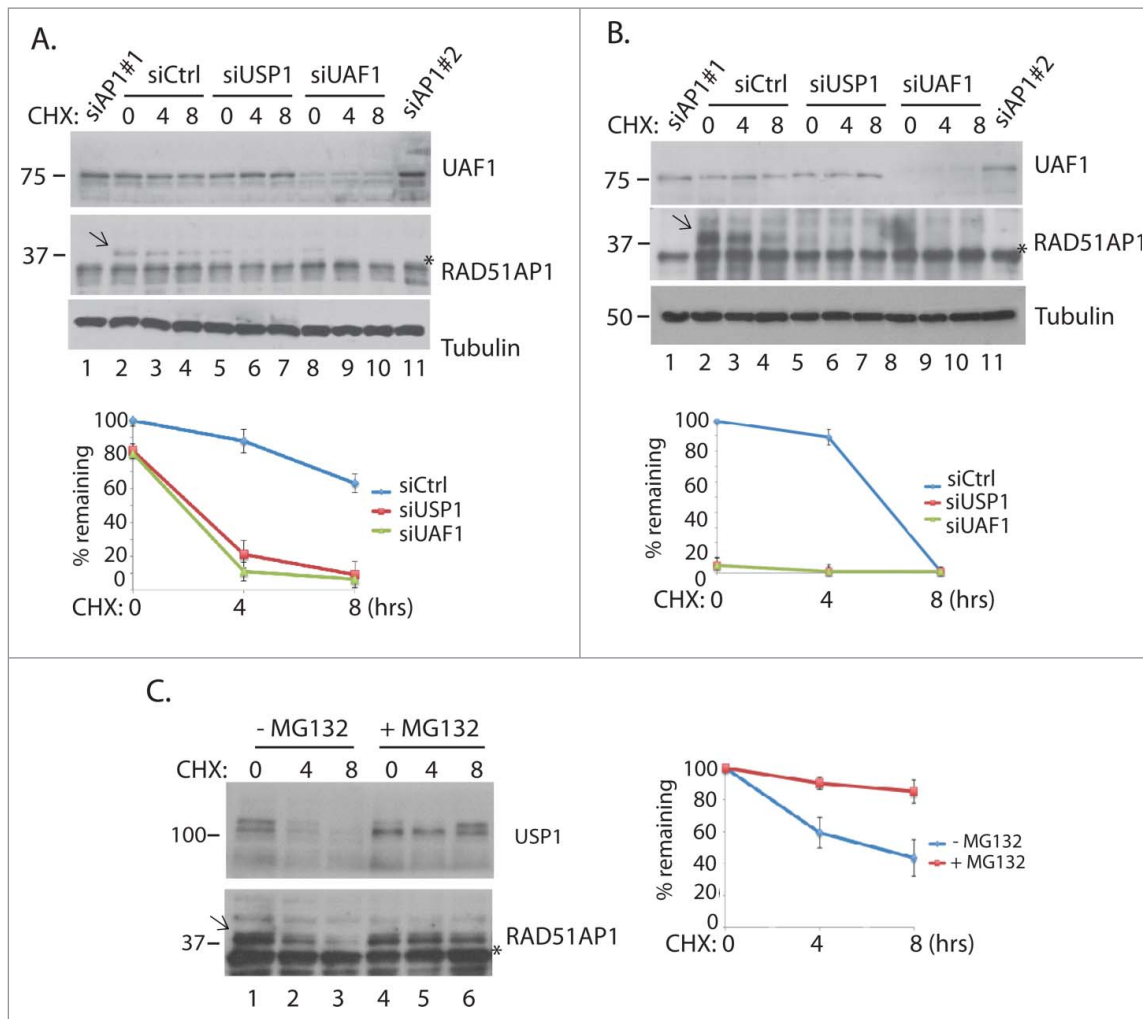 A.
siAP1#1 siCtrl siUSP1 siUAF1 siAP1#2
CHX: 0 4 8 0 4 8 0 4 8
75 UAF1
37 RAD51AP1 *
Tubulin
1 2 3 4 5 6 7 8 9 10 11
% remaining
100
80
60
40
20
0
siCtrl
siUSP1
siUAF1
CHX: 0 4 8 (hrs)
B.
siAP1#1 siCtrl siUSP1 siUAF1 siAP1#2
CHX: 0 4 8 0 4 8 0 4 8
75 UAF1
37 RAD51AP1 *
50 Tubulin
1 2 3 4 5 6 7 8 9 10 11
% remaining
100
80
60
40
20
0
siCtrl
siUSP1
siUAF1
CHX: 0 4 8 (hrs)
C.
- MG132 + MG132
CHX: 0 4 8 0 4 8
100 USP1
37 RAD51AP1 *
1 2 3 4 5 6
% remaining
100
80
60
40
20
0
- MG132
+ MG132
CHX: 0 4 8 (hrs)